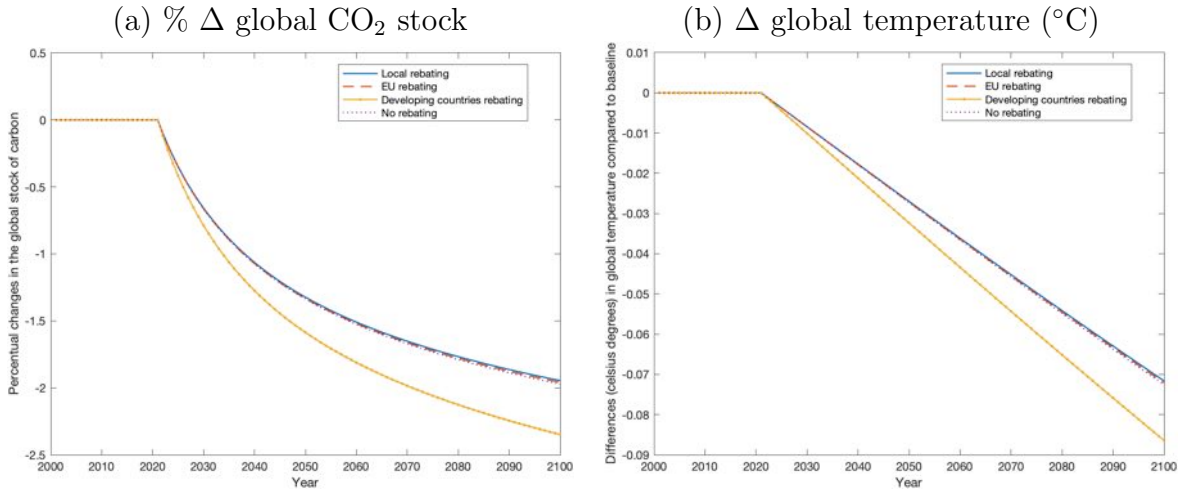 (a) % Δ global CO₂ stock
0.5
0
-0.5
-1
-1.5
-2
-2.5
Percentual changes in the global stock of carbon
Local rebating
EU rebating
Developing countries rebating
No rebating
2000 2010 2020 2030 2040 2050 2060 2070 2080 2090 2100
Year
(b) Δ global temperature (°C)
0.01
0
-0.01
-0.02
-0.03
-0.04
-0.05
-0.06
-0.07
-0.08
-0.09
Differences (celsius degrees) in global temperature compared to baseline
Local rebating
EU rebating
Developing countries rebating
No rebating
2000 2010 2020 2030 2040 2050 2060 2070 2080 2090 2100
Year